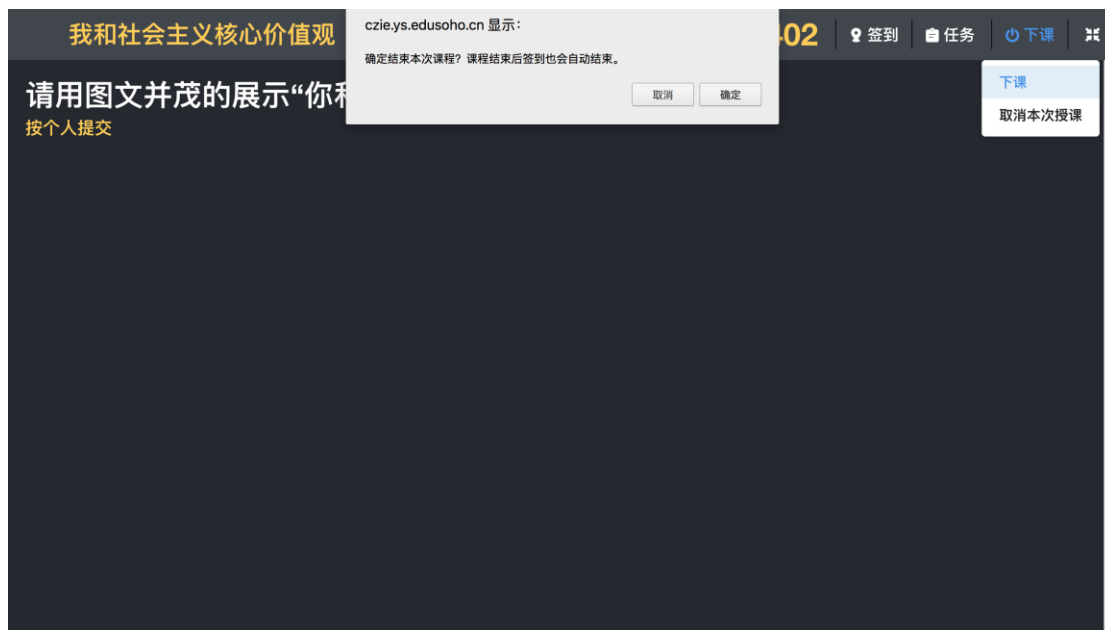 我和社会主义核心价值观
czie.ys.edusoho.cn 显示：
确定结束本次课程？课程结束后签到也会自动结束。
取消 确定
02 签到 任务 下课
下课
取消本次授课
请用图文并茂的展示“你和
按个人提交